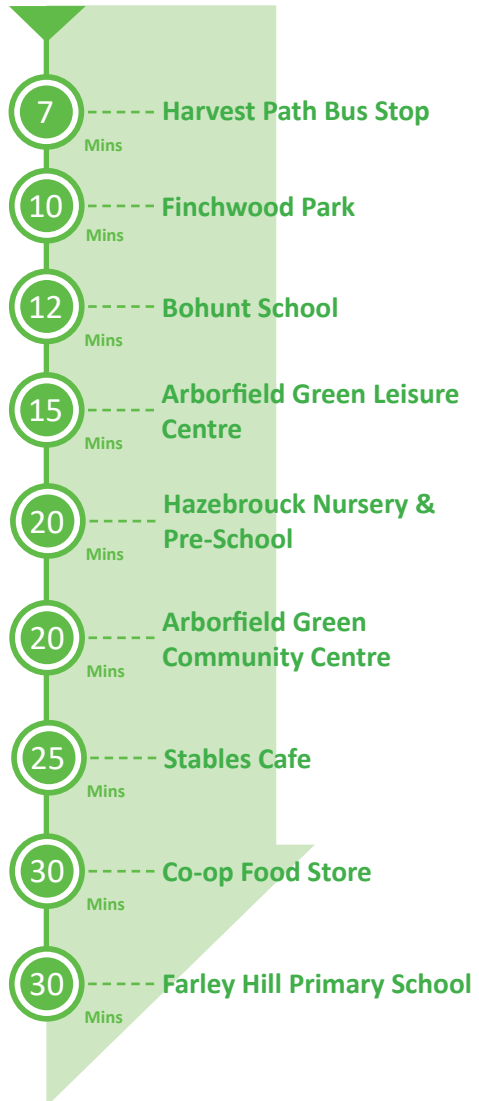 7
Mins
Harvest Path Bus Stop
10
Mins
Finchwood Park
12
Mins
Bohunt School
15
Mins
Arborfield Green Leisure
Centre
20
Mins
Hazebrouck Nursery &
Pre-School
20
Mins
Arborfield Green
Community Centre
25
Mins
Stables Cafe
30
Mins
Co-op Food Store
30
Mins
Farley Hill Primary School